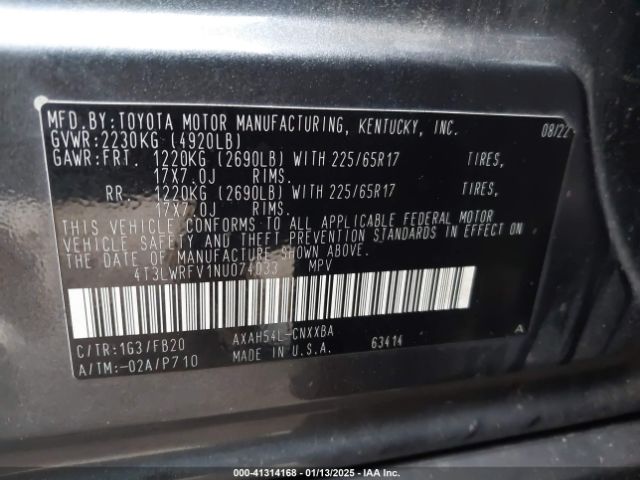 MFD.BY:TOYOTA MOTOR MANUFACTURING, KENTUCKY, INC. 08/22
GVWR:2230KG (4920LB)
GAWR:FRT. 1220KG (2690LB) WITH 225/65R17 TIRES,
17X7.0J RIMS.
RR. 1220KG (2690LB) WITH 225/65R17 TIRES,
17X7.0J RIMS.
THIS VEHICLE CONFORMS TO ALL APPLICABLE FEDERAL MOTOR
VEHICLE SAFETY AND THEFT-PREVENTION STANDARDS IN EFFECT ON
THE DATE OF MANUFACTURE SHOWN ABOVE.
4T3LWRFV1NU074033 MPV
C/TR:1G3/FB20 AXAH54L-CNXXBA 63414 A
A/TM:-02A/P710 MADE IN U.S.A.
000-41314168 - 01/13/2025 - IAA Inc.